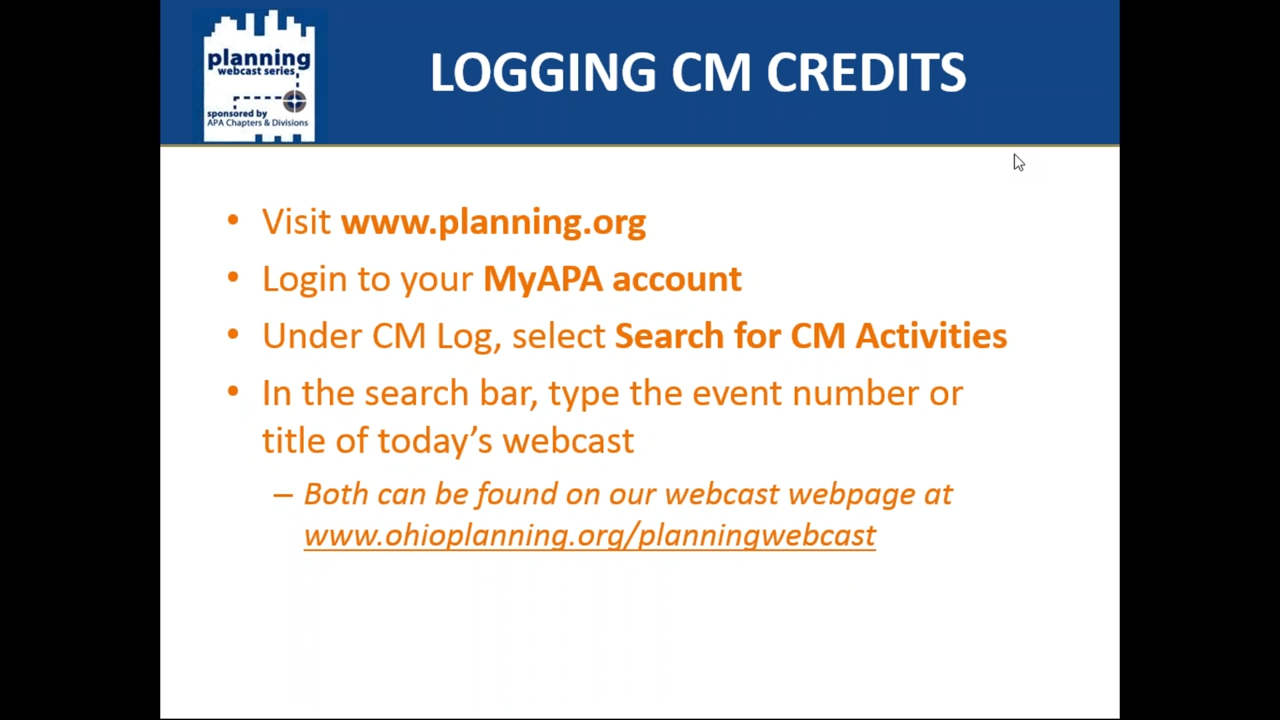 planning
webcast series
sponsored by
APA Chapters & Divisions
LOGGING CM CREDITS
• Visit www.planning.org
• Login to your MyAPA account
• Under CM Log, select Search for CM Activities
• In the search bar, type the event number or
title of today’s webcast
– Both can be found on our webcast webpage at
www.ohioplanning.org/planningwebcast